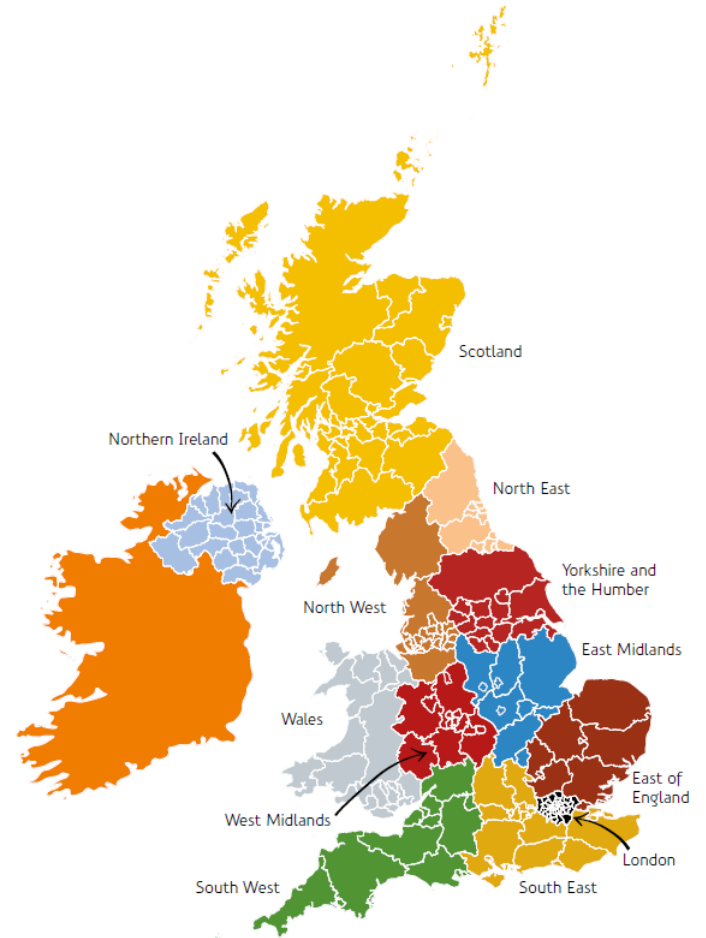 Scotland
Northern Ireland
North East
Yorkshire and
the Humber
North West
East Midlands
Wales
East of
England
West Midlands
London
South West
South East